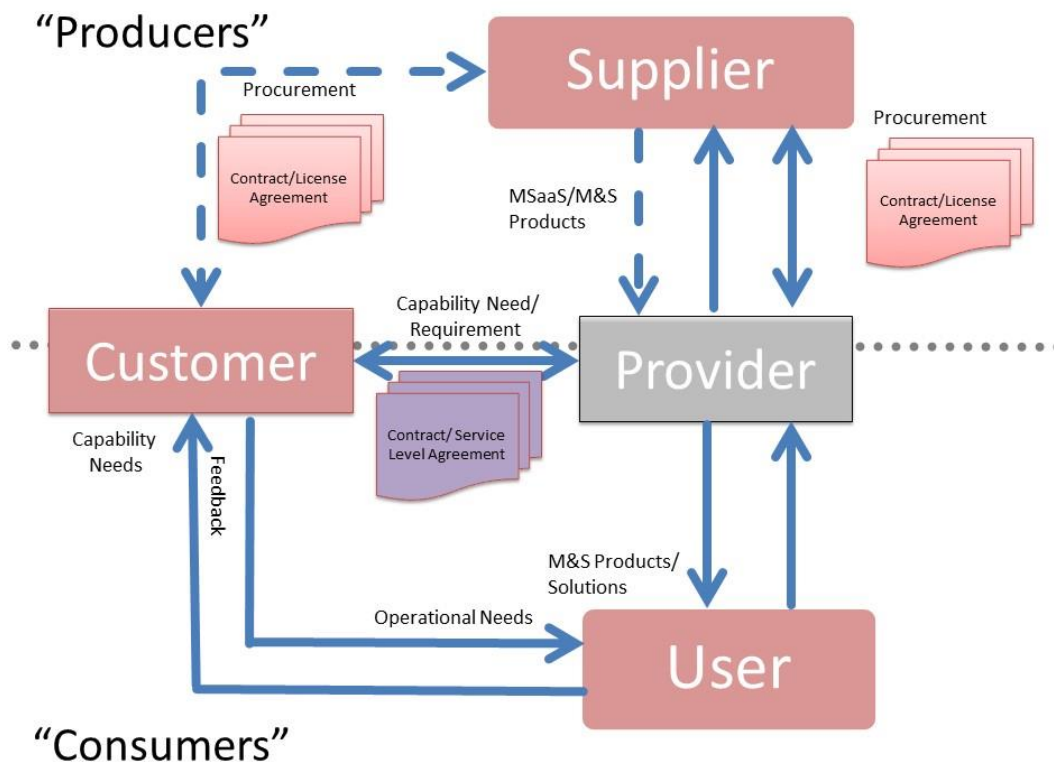 “Producers”
Supplier
Procurement
Contract/License
Agreement
Procurement
Contract/License
Agreement
MSaaS/M&S
Products
Capability Need/
Requirement
Customer
Provider
Contract/ Service
Level Agreement
Capability
Needs
Feedback
M&S Products/
Solutions
Operational Needs
User
“Consumers”